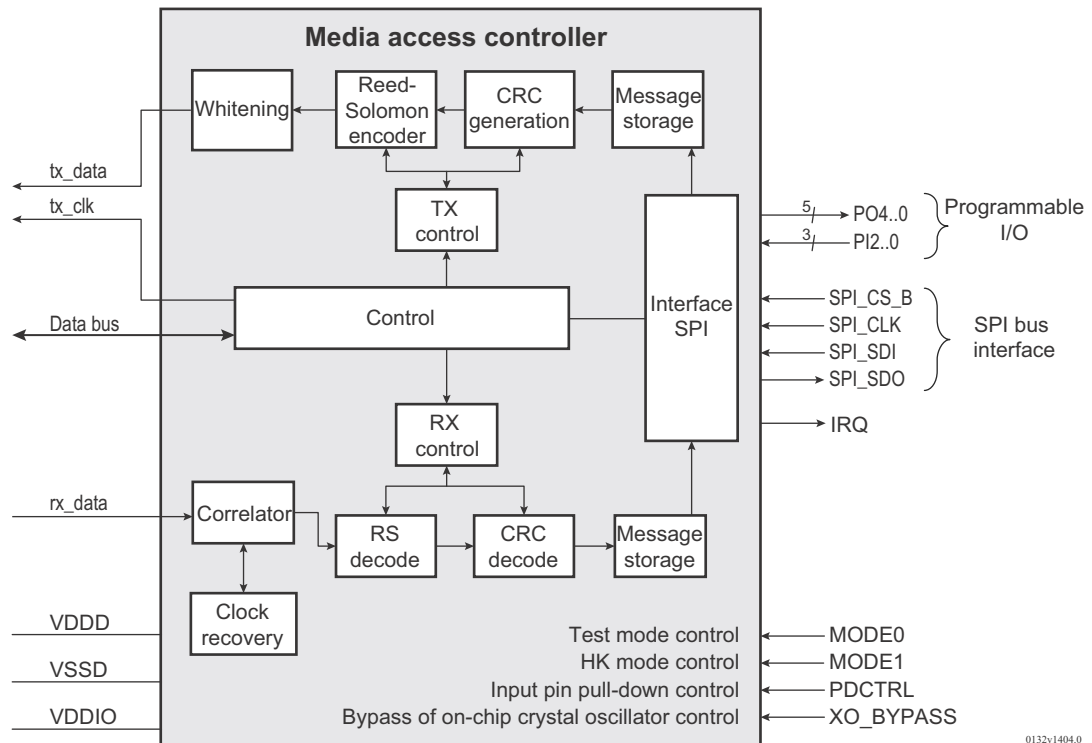 Media access controller
Whitening
Reed-
Solomon
encoder
CRC
generation
Message
storage
tx_data
tx_clk
TX
control
5
PO4..0
3
PI2..0
Programmable
I/O
Data bus
Control
Interface
SPI
SPI_CS_B
SPI_CLK
SPI_SDI
SPI_SDO
SPI bus
interface
IRQ
RX
control
rx_data
Correlator
RS
decode
CRC
decode
Message
storage
Clock
recovery
VDDD
VSSD
VDDIO
Test mode control
MODE0
HK mode control
MODE1
Input pin pull-down control
PDCTRL
Bypass of on-chip crystal oscillator control
XO_BYPASS
0132v1404.0